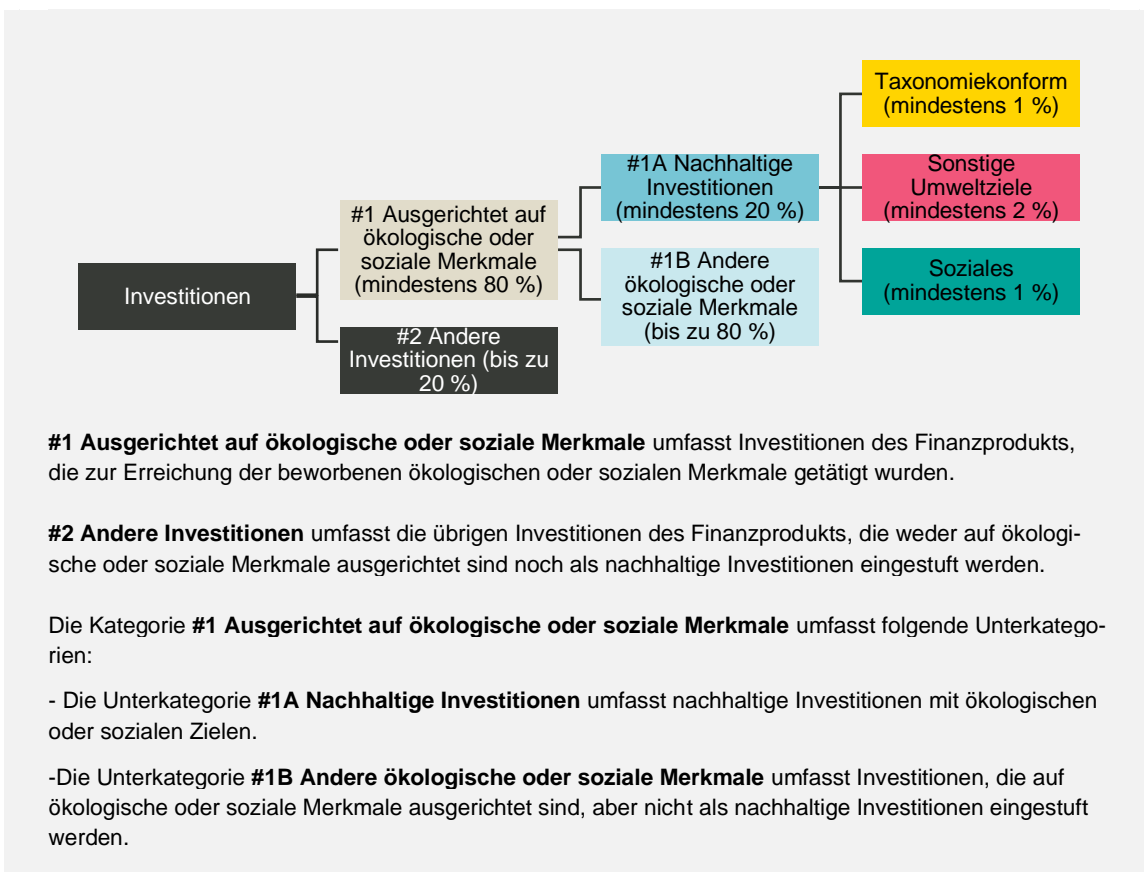 Taxonomiekonform
(mindestens 1 %)
#1A Nachhaltige
Investitionen
(mindestens 20 %)
Sonstige
Umweltziele
(mindestens 2 %)
#1 Ausgerichtet auf
ökologische oder
soziale Merkmale
(mindestens 80 %)
#1B Andere
ökologische oder
soziale Merkmale
(bis zu 80 %)
Soziales
(mindestens 1 %)
Investitionen
#2 Andere
Investitionen (bis zu
20 %)
#1 Ausgerichtet auf ökologische oder soziale Merkmale umfasst Investitionen des Finanzprodukts,
die zur Erreichung der beworbenen ökologischen oder sozialen Merkmale getätigt wurden.
#2 Andere Investitionen umfasst die übrigen Investitionen des Finanzprodukts, die weder auf ökologi-
sche oder soziale Merkmale ausgerichtet sind noch als nachhaltige Investitionen eingestuft werden.
Die Kategorie #1 Ausgerichtet auf ökologische oder soziale Merkmale umfasst folgende Unterkatego-
rien:
- Die Unterkategorie #1A Nachhaltige Investitionen umfasst nachhaltige Investitionen mit ökologischen
oder sozialen Zielen.
-Die Unterkategorie #1B Andere ökologische oder soziale Merkmale umfasst Investitionen, die auf
ökologische oder soziale Merkmale ausgerichtet sind, aber nicht als nachhaltige Investitionen eingestuft
werden.